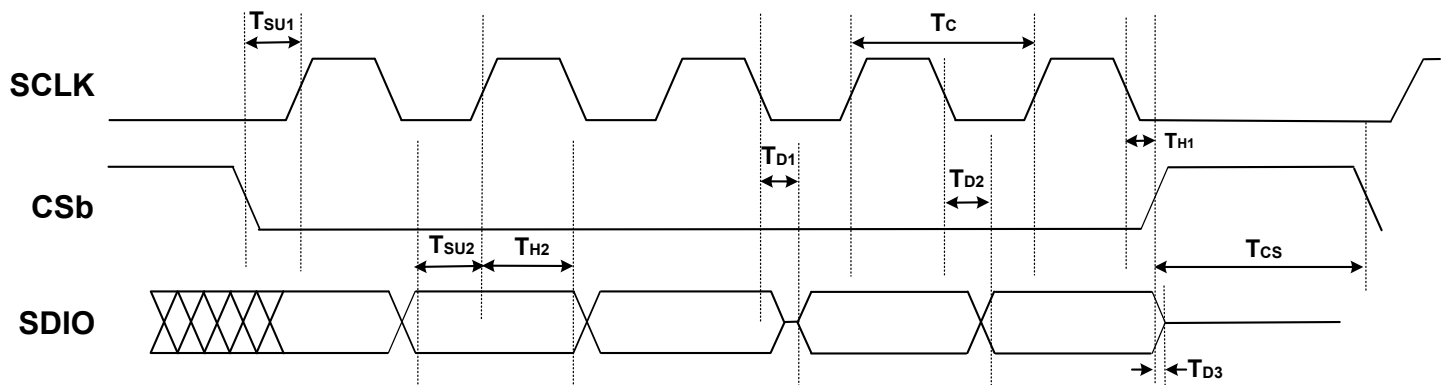 TSU1
TC
SCLK
TH1
TD1
TD2
CSb
TSU2
TH2
TCS
SDIO
TD3